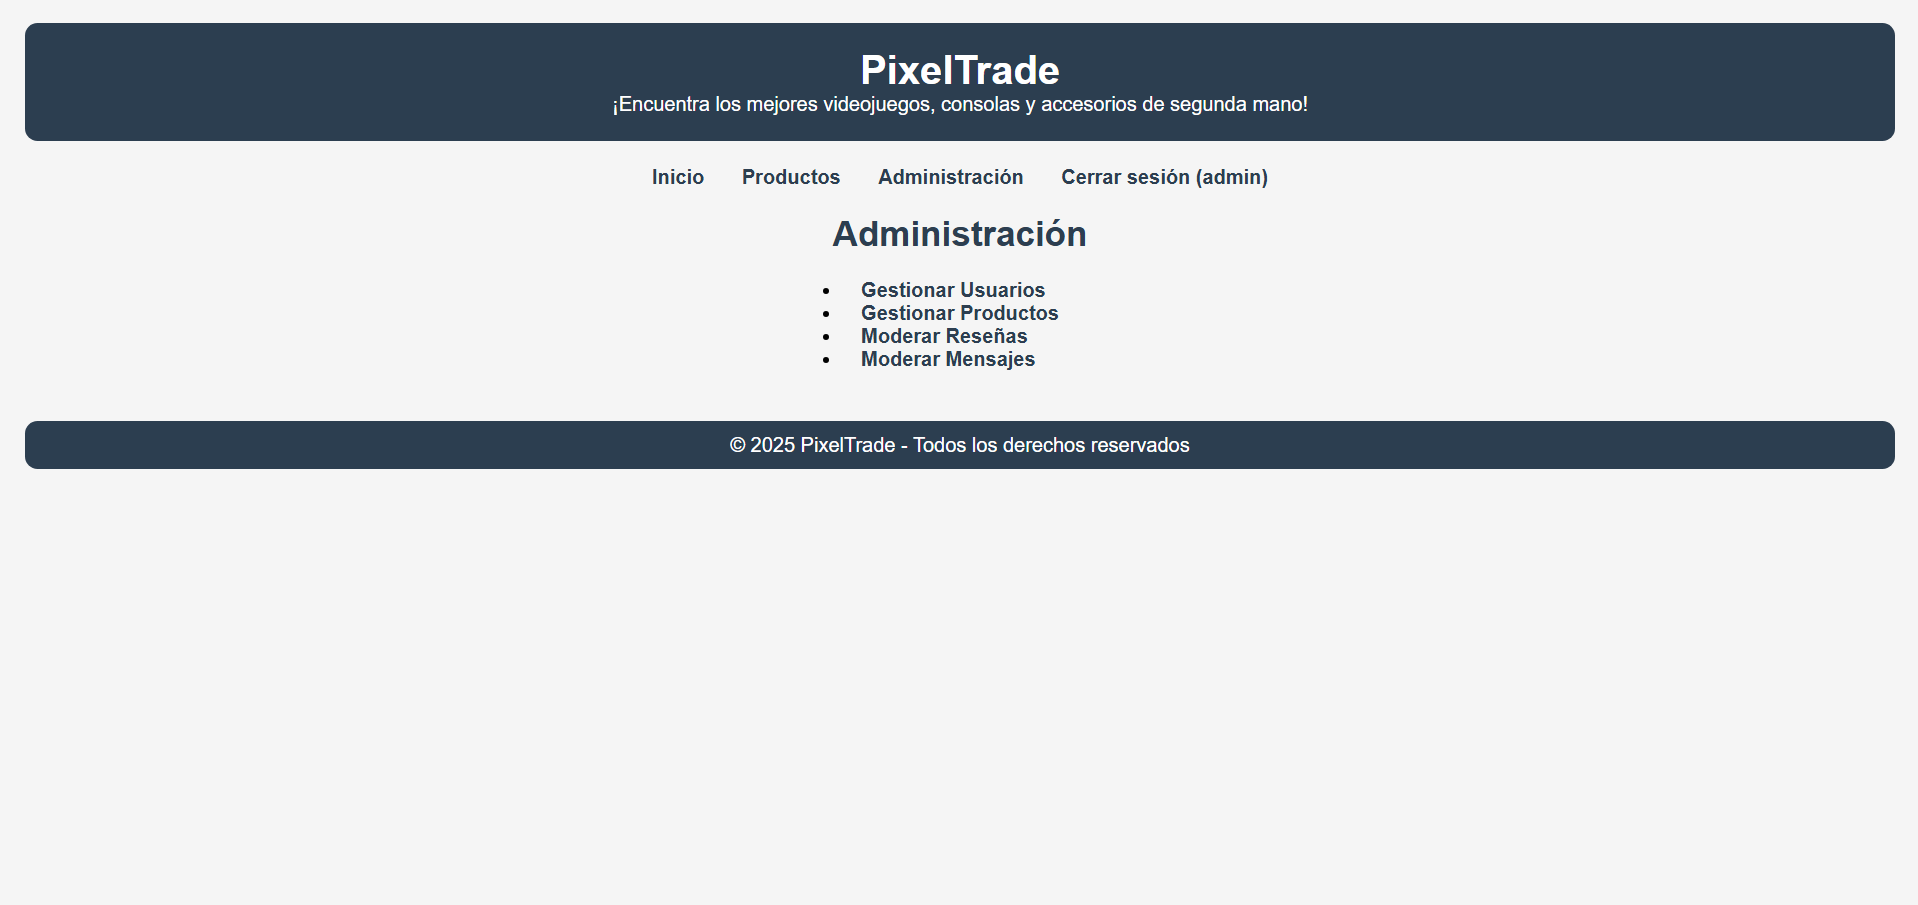 PixelTrade
¡Encuentra los mejores videojuegos, consolas y accesorios de segunda mano!
Inicio Productos Administración Cerrar sesión (admin)
Administración
• Gestionar Usuarios
• Gestionar Productos
• Moderar Reseñas
• Moderar Mensajes
© 2025 PixelTrade - Todos los derechos reservados